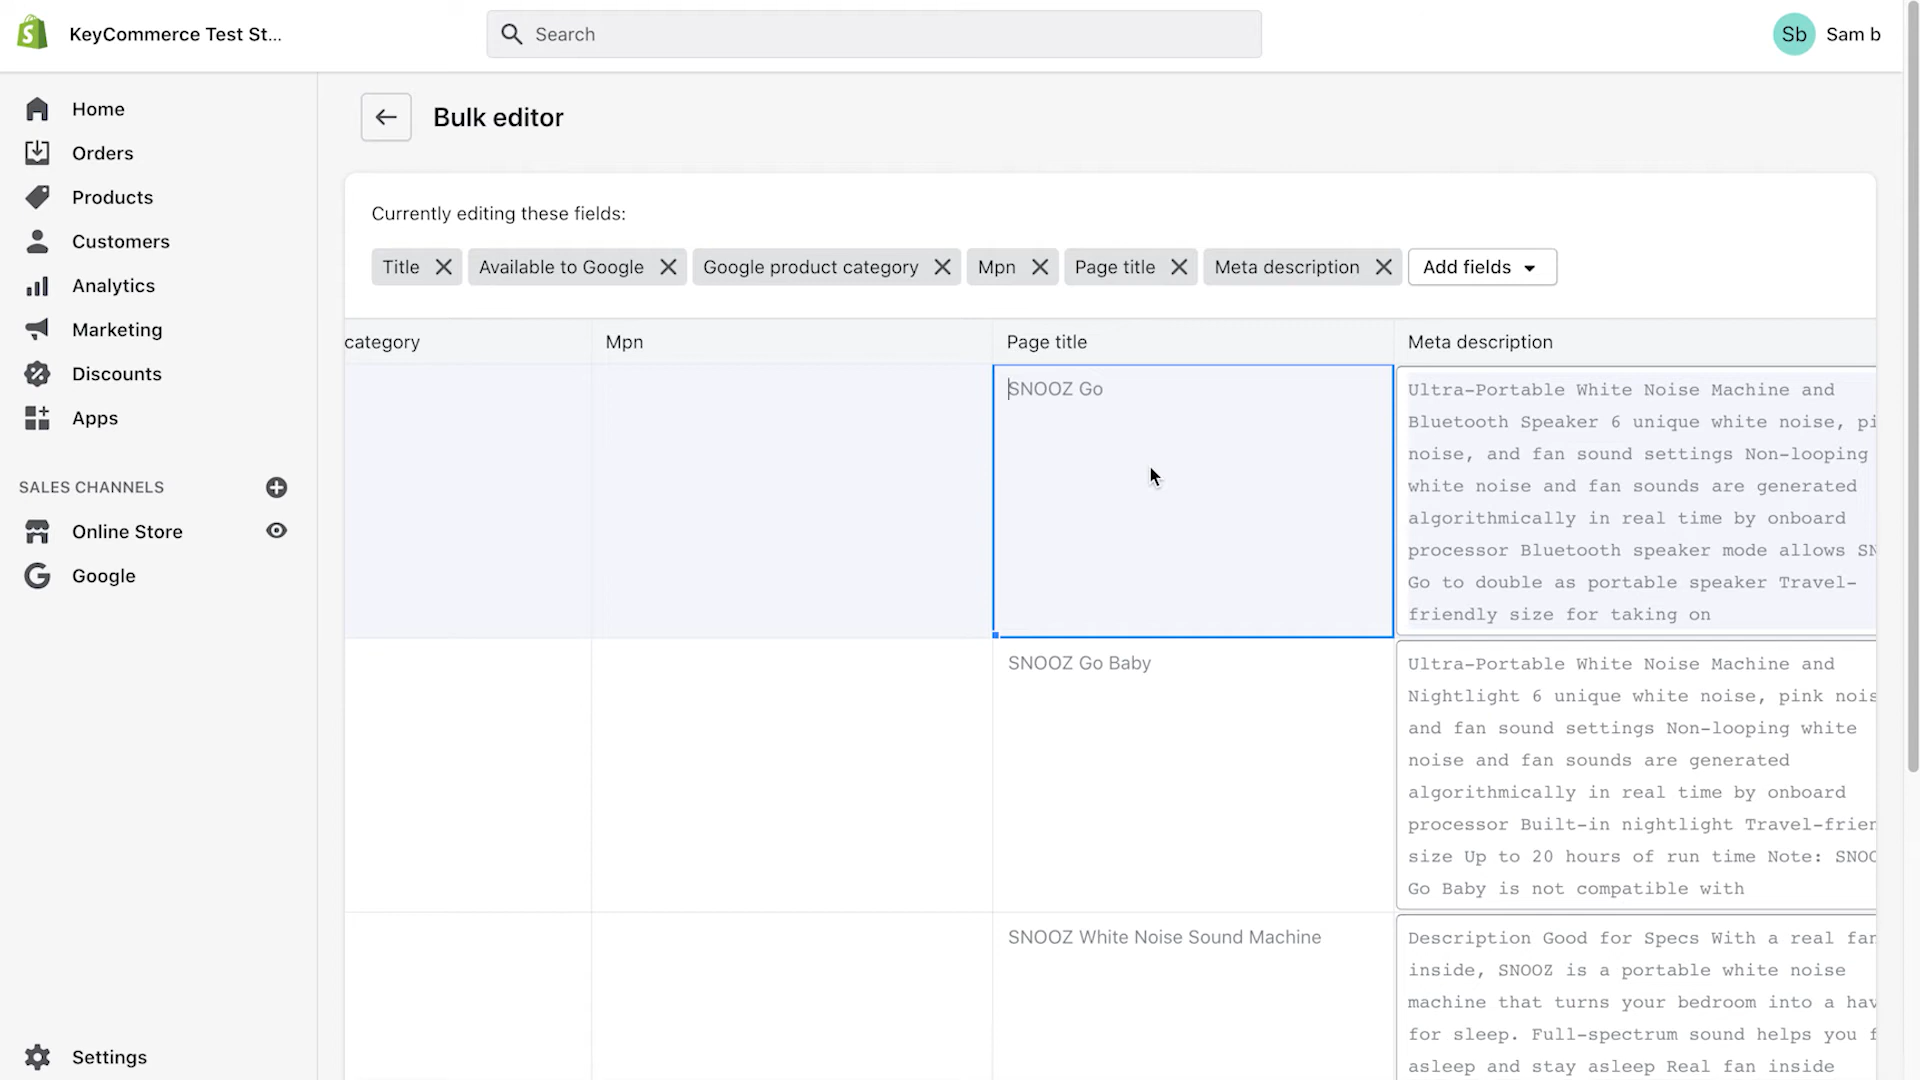 KeyCommerce Test St...
Search
Sb
Sam b
Home
Orders
Products
Customers
Analytics
Marketing
Discounts
Apps
SALES CHANNELS
Online Store
Google
Settings
Bulk editor
Currently editing these fields:
Title
Available to Google
Google product category
Mpn
Page title
Meta description
Add fields
category
Mpn
Page title
Meta description
SNOOZ Go
Ultra-Portable White Noise Machine and
Bluetooth Speaker 6 unique white noise, pi
noise, and fan sound settings Non-looping
white noise and fan sounds are generated
algorithmically in real time by onboard
processor Bluetooth speaker mode allows SN
Go to double as portable speaker Travel-
friendly size for taking on
SNOOZ Go Baby
Ultra-Portable White Noise Machine and
Nightlight 6 unique white noise, pink nois
and fan sound settings Non-looping white
noise and fan sounds are generated
algorithmically in real time by onboard
processor Built-in nightlight Travel-frien
size Up to 20 hours of run time Note: SNOO
Go Baby is not compatible with
SNOOZ White Noise Sound Machine
Description Good for Specs With a real fan
inside, SNOOZ is a portable white noise
machine that turns your bedroom into a hav
for sleep. Full-spectrum sound helps you f
asleep and stay asleep Real fan inside